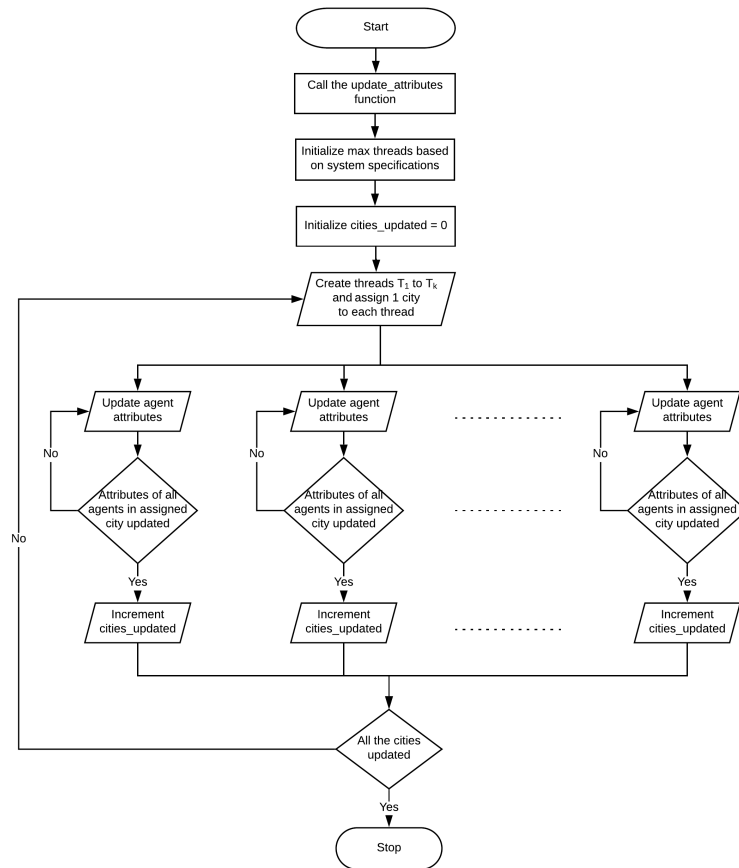 Start
Call the update_attributes
function
Initialize max threads based
on system specifications
Initialize cities_updated = 0
Create threads T₁ to Tₖ
and assign 1 city
to each thread
Update agent
attributes
Update agent
attributes
Update agent
attributes
No
No
No
Attributes of all
agents in assigned
city updated
Attributes of all
agents in assigned
city updated
Attributes of all
agents in assigned
city updated
No
Yes
Yes
Yes
Increment
cities_updated
Increment
cities_updated
Increment
cities_updated
All the cities
updated
Yes
Stop